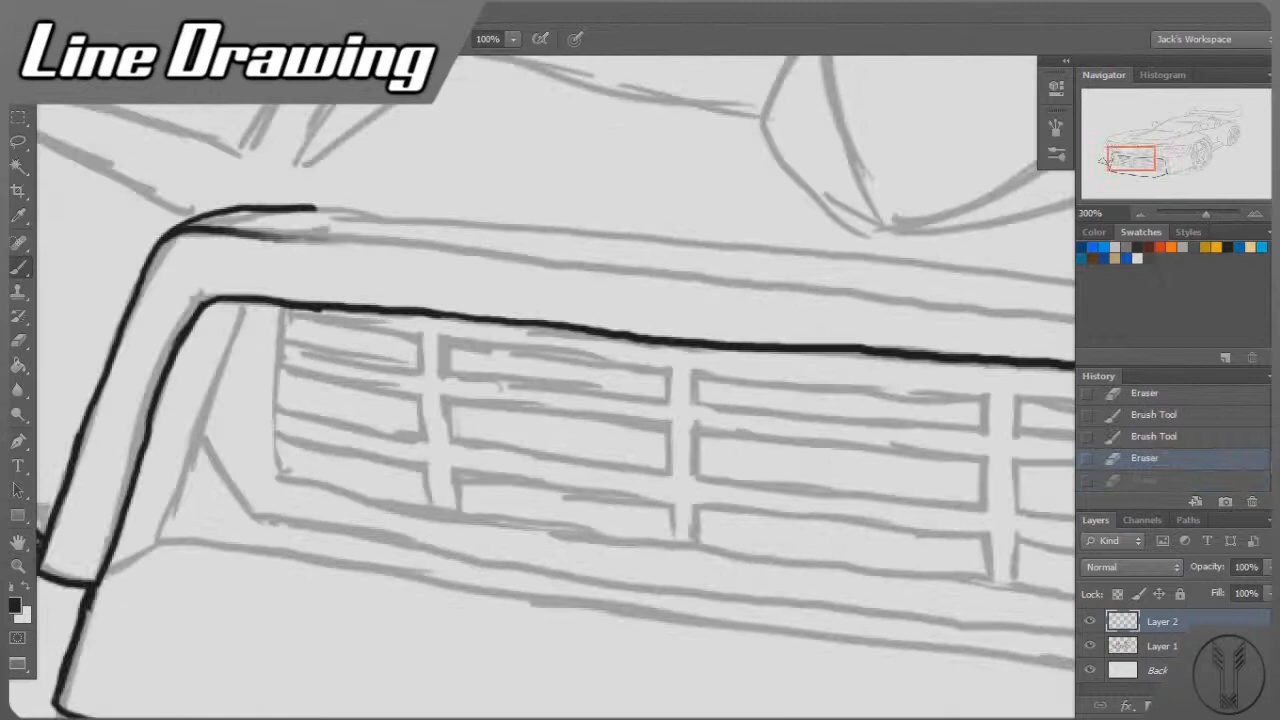 Line Drawing
100%
Jack's Workspace
Navigator
Histogram
300%
Color
Swatches
Styles
History
Eraser
Brush Tool
Brush Tool
Eraser
Layers
Channels
Paths
Kind
Normal
Opacity: 100%
Lock:
Fill: 100%
Layer 2
Layer 1
Back
fx